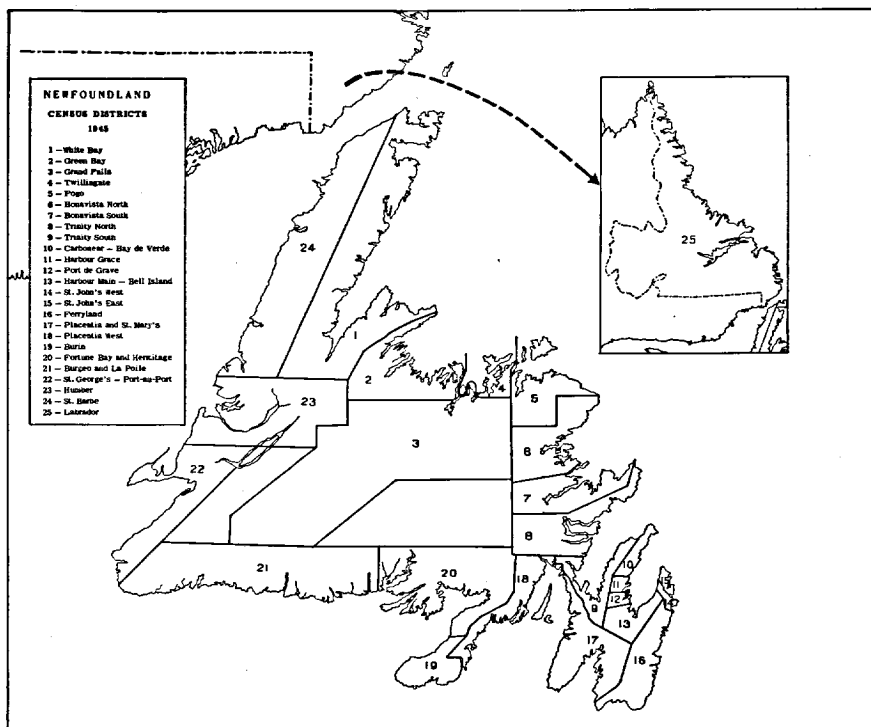 NEWFOUNDLAND
CENSUS DISTRICTS
1945
1 – White Bay
2 – Green Bay
3 – Grand Falls
4 – Twillingate
5 – Fogo
6 – Bonavista North
7 – Bonavista South
8 – Trinity North
9 – Trinity South
10 – Carbonear – Bay de Verde
11 – Harbour Grace
12 – Port de Grave
13 – Harbour Main – Bell Island
14 – St. John's West
15 – St. John's East
16 – Ferryland
17 – Placentia and St. Mary's
18 – Placentia West
19 – Burin
20 – Fortune Bay and Hermitage
21 – Burgeo and La Poile
22 – St. George's – Port-au-Port
23 – Humber
24 – St. Barbe
25 – Labrador
25
24
1
2
23
4
5
3
6
22
7
8
21
20
18
10
11
15
12
9
13
17
16
19